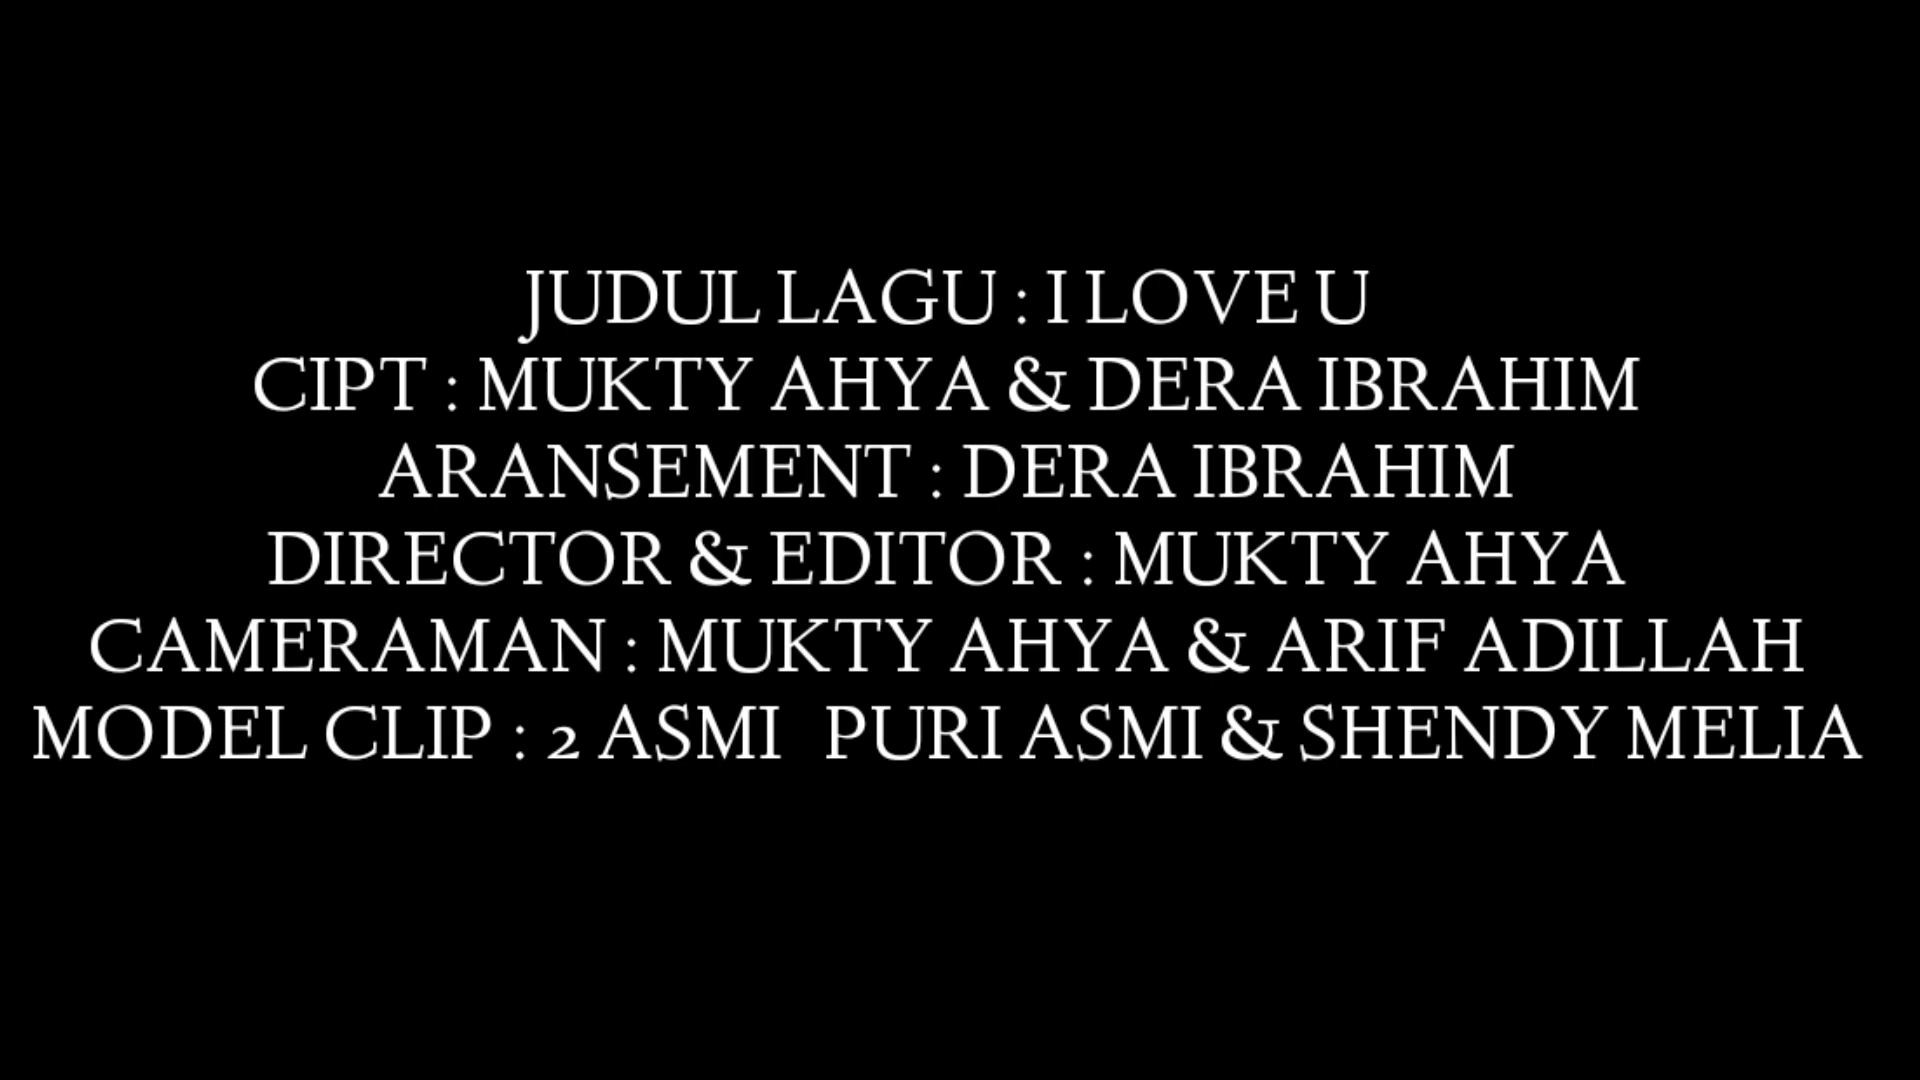 JUDUL LAGU : I LOVE U
CIPT : MUKTY AHYA & DERA IBRAHIM
ARANSEMENT : DERA IBRAHIM
DIRECTOR & EDITOR : MUKTY AHYA
CAMERAMAN : MUKTY AHYA & ARIF ADILLAH
MODEL CLIP : 2 ASMI  PURI ASMI & SHENDY MELIA